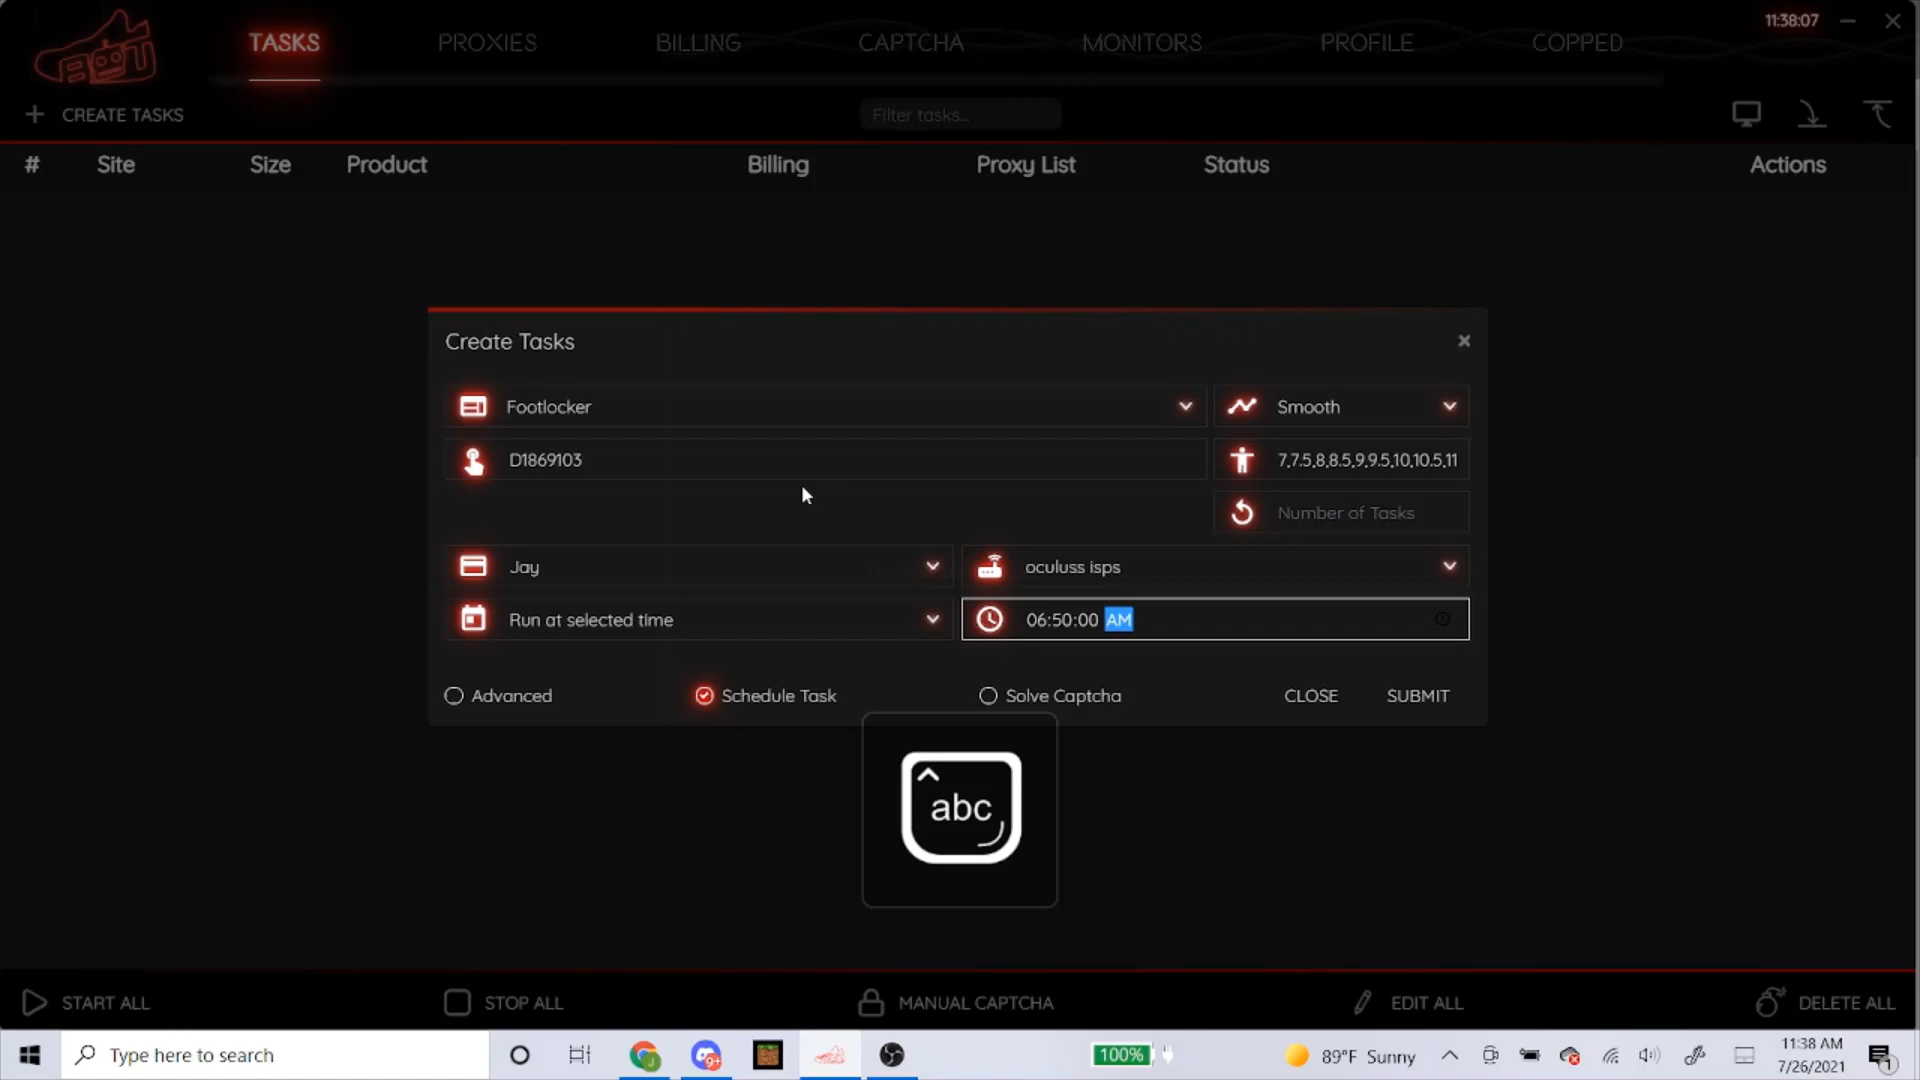 11:38:07
TASKS PROXIES BILLING CAPTCHA MONITORS PROFILE COPPED
CREATE TASKS Filter tasks...
# Site Size Product Billing Proxy List Status Actions
Create Tasks ×
Footlocker Smooth
D1869103 7,7.5,8,8.5,9,9.5,10,10.5,11
Number of Tasks
Jay oculuss isps
Run at selected time 06:50:00 AM
Advanced Schedule Task Solve Captcha CLOSE SUBMIT
abc
START ALL STOP ALL MANUAL CAPTCHA EDIT ALL DELETE ALL
Type here to search 9+ 100% 89°F Sunny 11:38 AM
7/26/2021 1